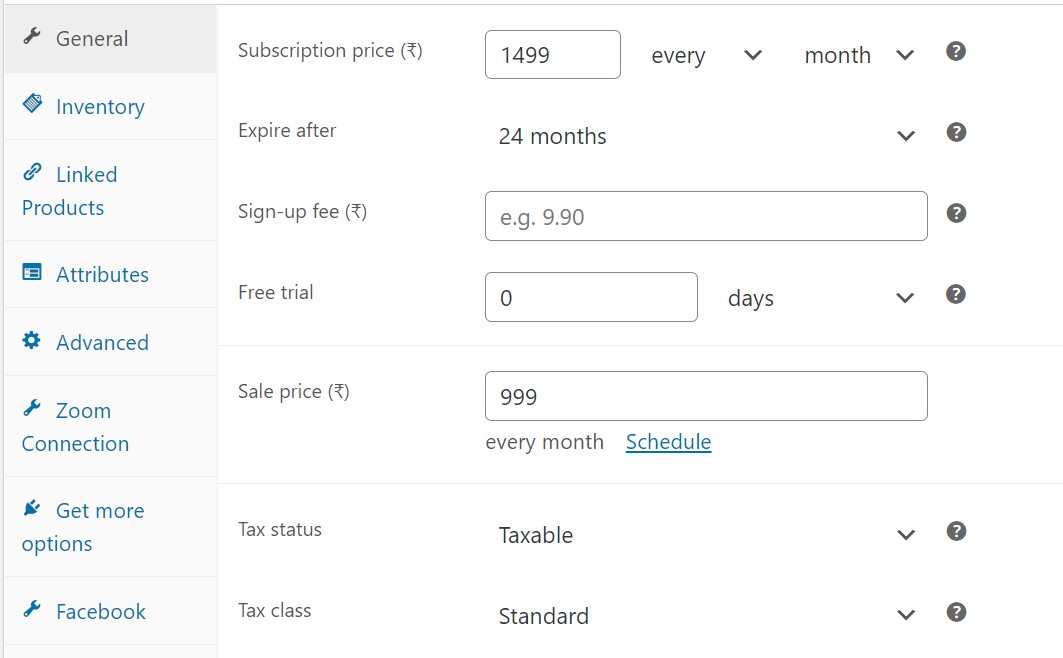 General
Inventory
Linked
Products
Attributes
Advanced
Zoom
Connection
Get more
options
Facebook
Subscription price (₹) 1499 every month ?
Expire after 24 months ?
Sign-up fee (₹) e.g. 9.90 ?
Free trial 0 days ?
Sale price (₹) 999
every month Schedule
Tax status Taxable ?
Tax class Standard ?